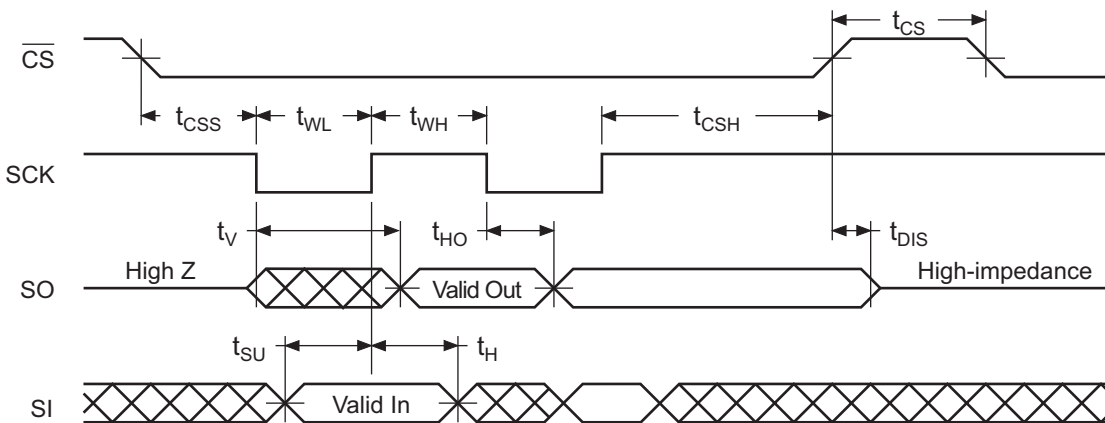 t_CS
C̅S̅
t_CSS t_WL t_WH t_CSH
SCK
t_V t_HO t_DIS
High Z High-impedance
SO Valid Out
t_SU t_H
SI Valid In